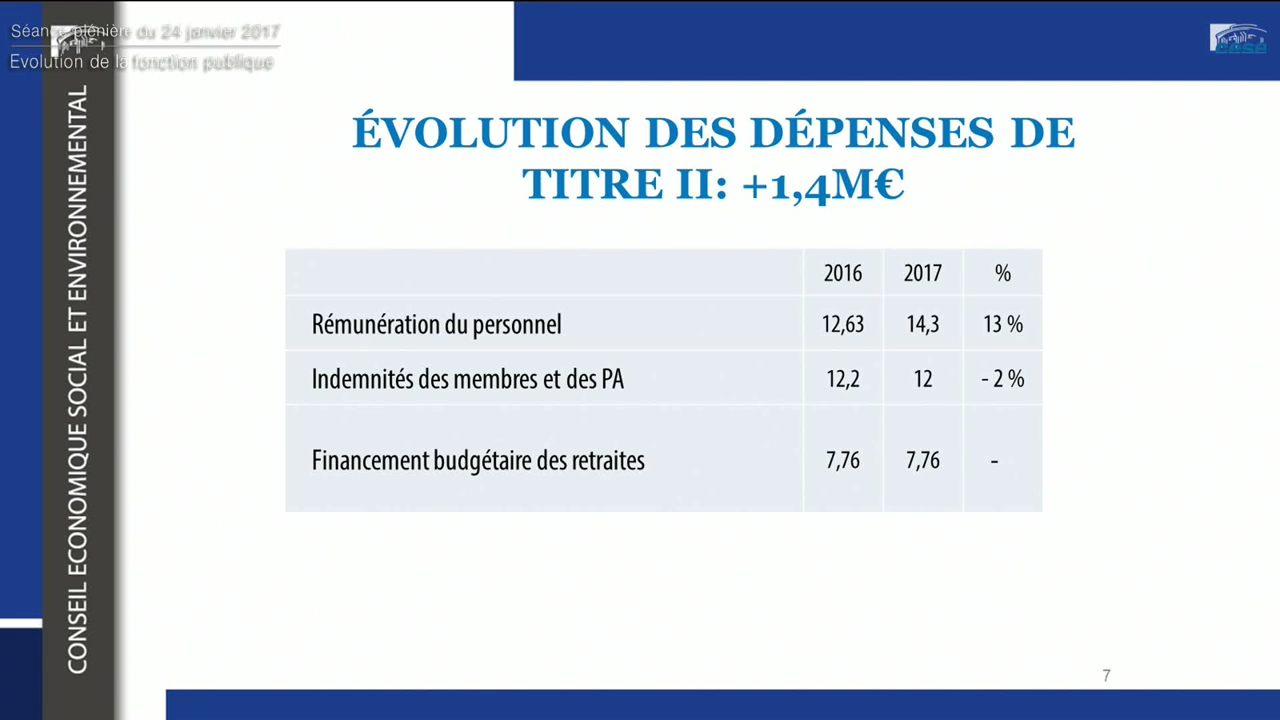 Séance plénière du 24 janvier 2017
Evolution de la fonction publique
cese
CONSEIL ECONOMIQUE SOCIAL ET ENVIRONNEMENTAL
ÉVOLUTION DES DÉPENSES DE
TITRE II: +1,4M€
2016 2017 %
Rémunération du personnel 12,63 14,3 13 %
Indemnités des membres et des PA 12,2 12 - 2 %
Financement budgétaire des retraites 7,76 7,76 -
7